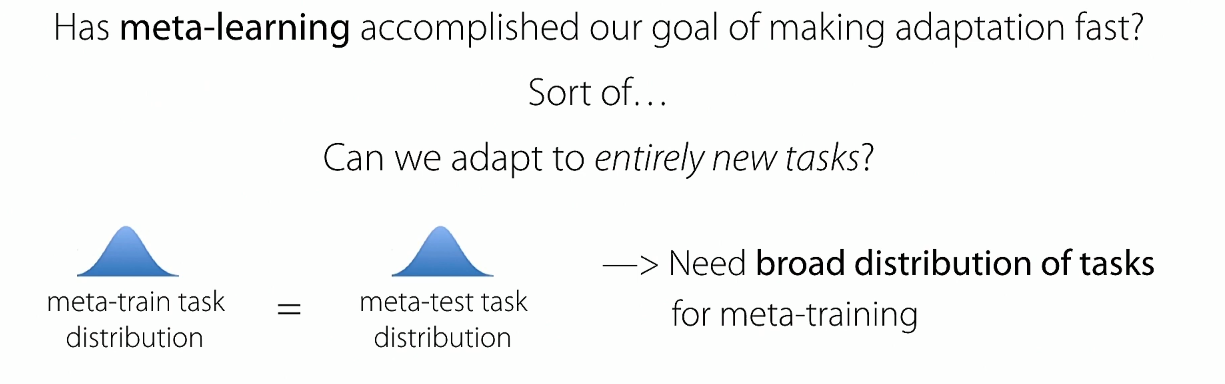 Has meta-learning accomplished our goal of making adaptation fast?
Sort of…
Can we adapt to entirely new tasks?
meta-train task
distribution
=
meta-test task
distribution
—> Need broad distribution of tasks
for meta-training